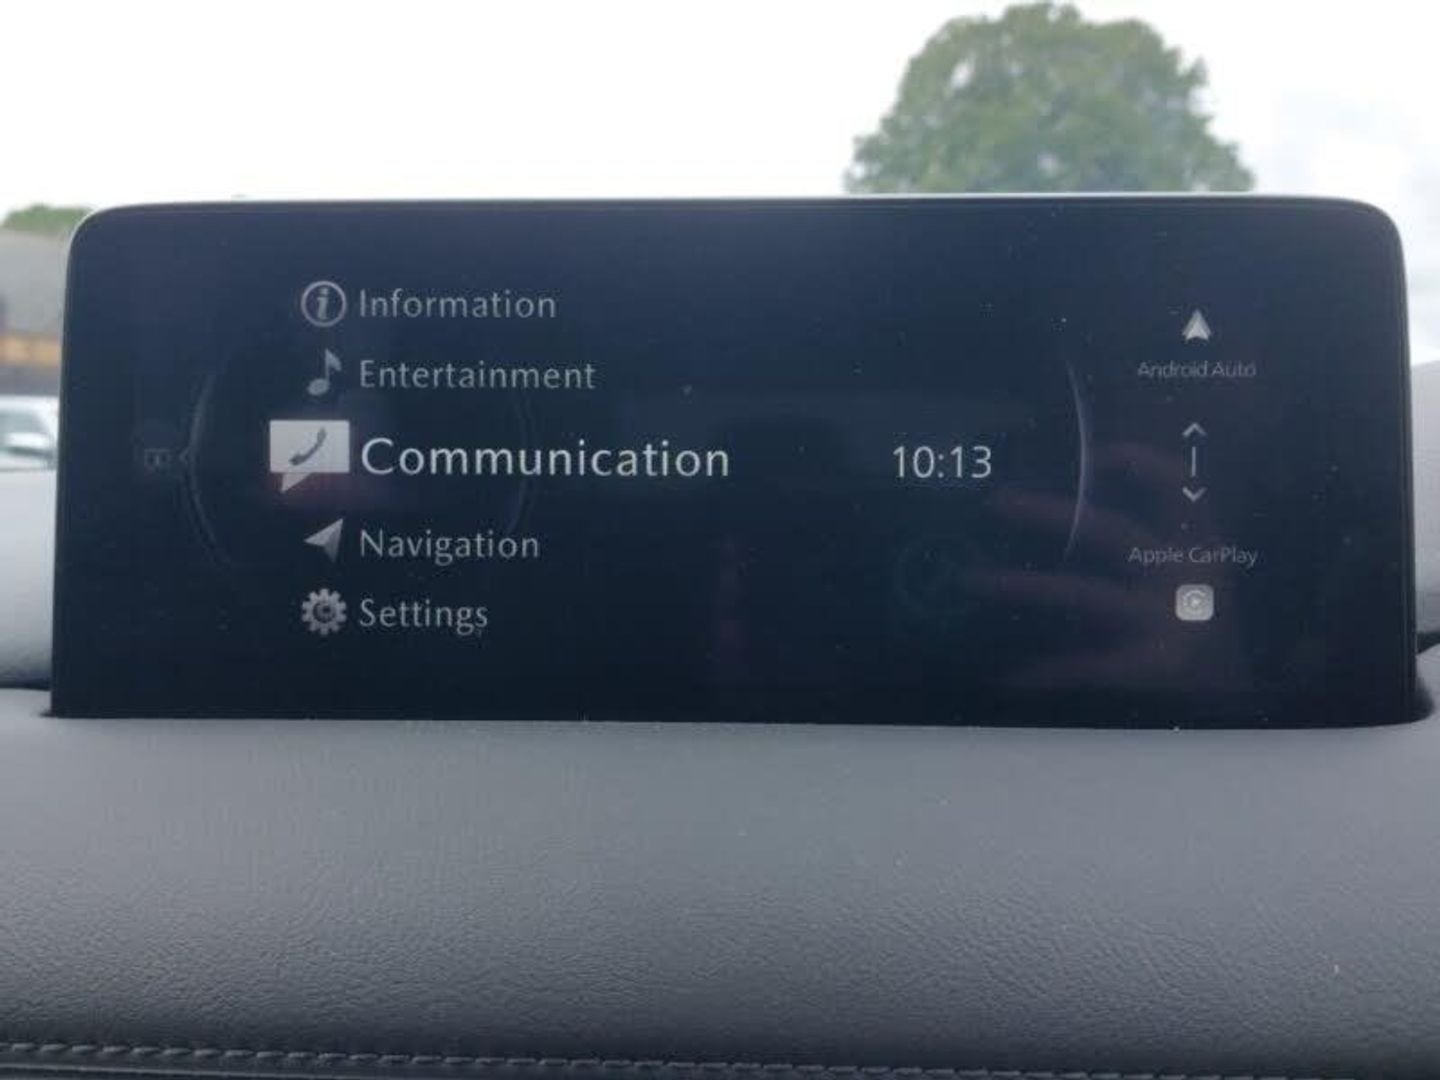 Information
Entertainment
Communication
10:13
Navigation
Settings
Android Auto
Apple CarPlay